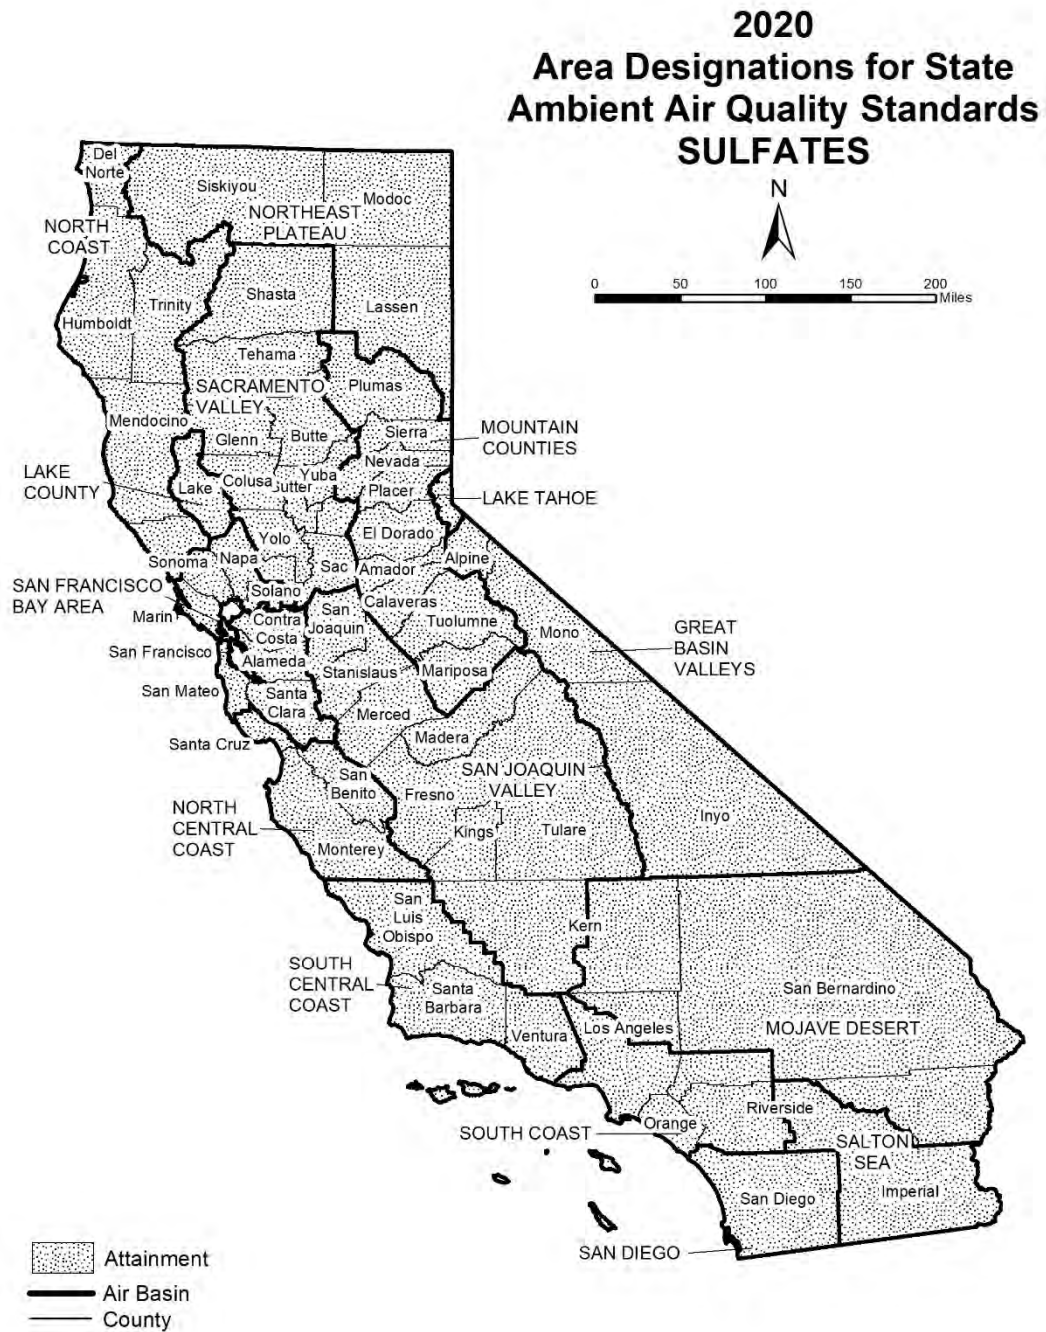 2020
Area Designations for State
Ambient Air Quality Standards
SULFATES
N
0 50 100 150 200
Miles
Del
Norte
Siskiyou
Modoc
NORTHEAST
PLATEAU
NORTH
COAST
Trinity
Shasta
Lassen
Humboldt
Tehama
Plumas
SACRAMENTO
VALLEY
Mendocino
Glenn
Butte
Sierra
MOUNTAIN
COUNTIES
Nevada
LAKE
COUNTY
Lake
Colusa
Yuba
utter
Placer
LAKE TAHOE
Yolo
El Dorado
Sonoma
Napa
Sac
Amador
Alpine
SAN FRANCISCO
BAY AREA
Solano
Marin
Contra
Costa
San
Joaquin
Calaveras
Tuolumne
Mono
GREAT
BASIN
VALLEYS
San Francisco
Alameda
Stanislaus
Mariposa
San Mateo
Santa
Clara
Merced
Santa Cruz
Madera
San
Benito
SAN JOAQUIN
VALLEY
Fresno
NORTH
CENTRAL
COAST
Kings
Tulare
Inyo
Monterey
San
Luis
Obispo
Kern
SOUTH
CENTRAL
COAST
Santa
Barbara
San Bernardino
Ventura
Los Angeles
MOJAVE DESERT
Riverside
Orange
SOUTH COAST
SALTON
SEA
San Diego
Imperial
SAN DIEGO
Attainment
Air Basin
County